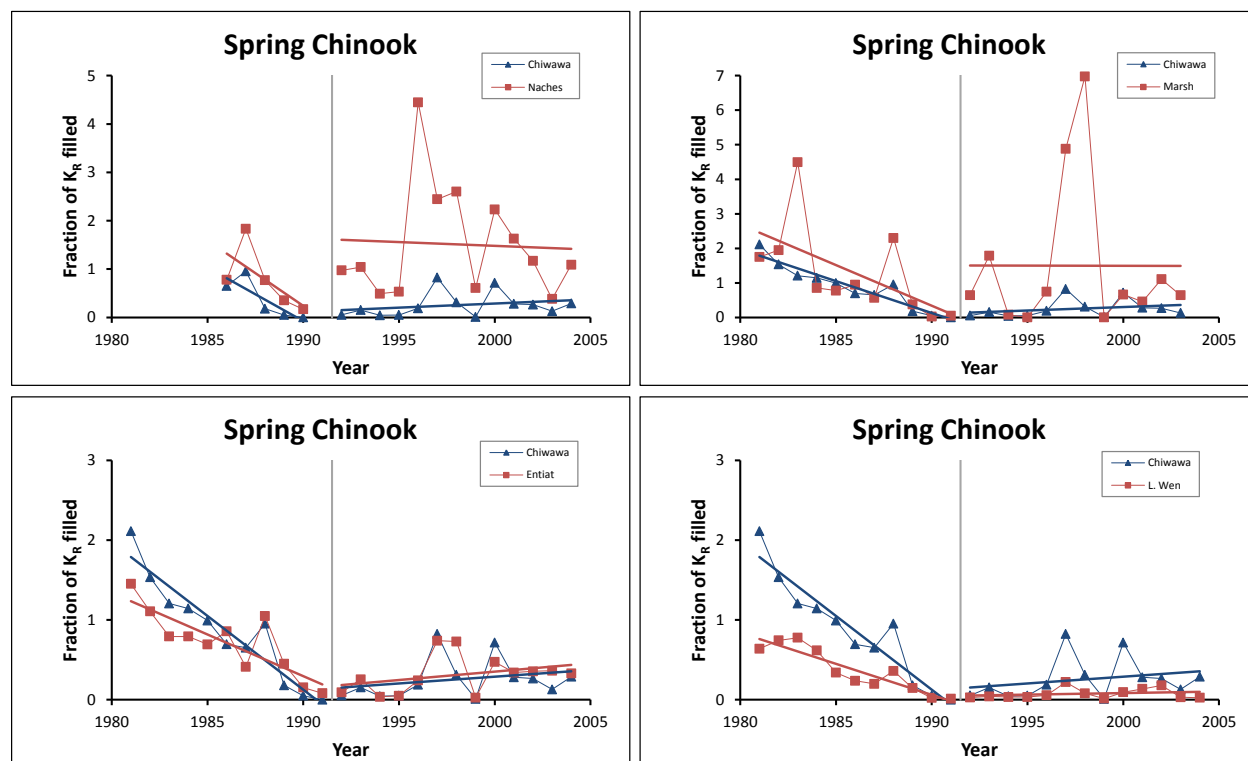 Spring Chinook
Chiwawa
Naches
Fraction of KR filled
5
4
3
2
1
0
1980 1985 1990 1995 2000 2005
Year
Spring Chinook
Chiwawa
Marsh
Fraction of KR filled
7
6
5
4
3
2
1
0
1980 1985 1990 1995 2000 2005
Year
Spring Chinook
Chiwawa
Entiat
Fraction of KR filled
3
2
1
0
1980 1985 1990 1995 2000 2005
Year
Spring Chinook
Chiwawa
L. Wen
Fraction of KR filled
3
2
1
0
1980 1985 1990 1995 2000 2005
Year